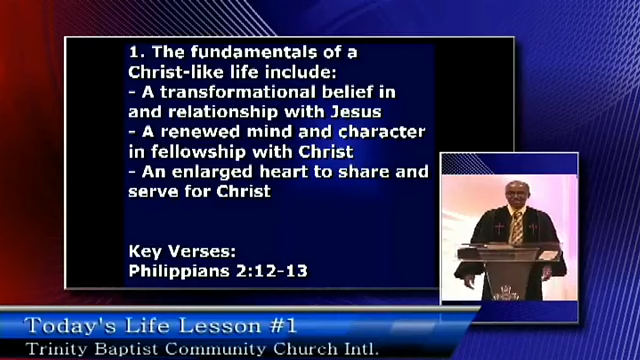 1. The fundamentals of a
Christ-like life include:
- A transformational belief in
and relationship with Jesus
- A renewed mind and character
in fellowship with Christ
- An enlarged heart to share and
serve for Christ
Key Verses:
Philippians 2:12-13
Today's Life Lesson #1
Trinity Baptist Community Church Intl.